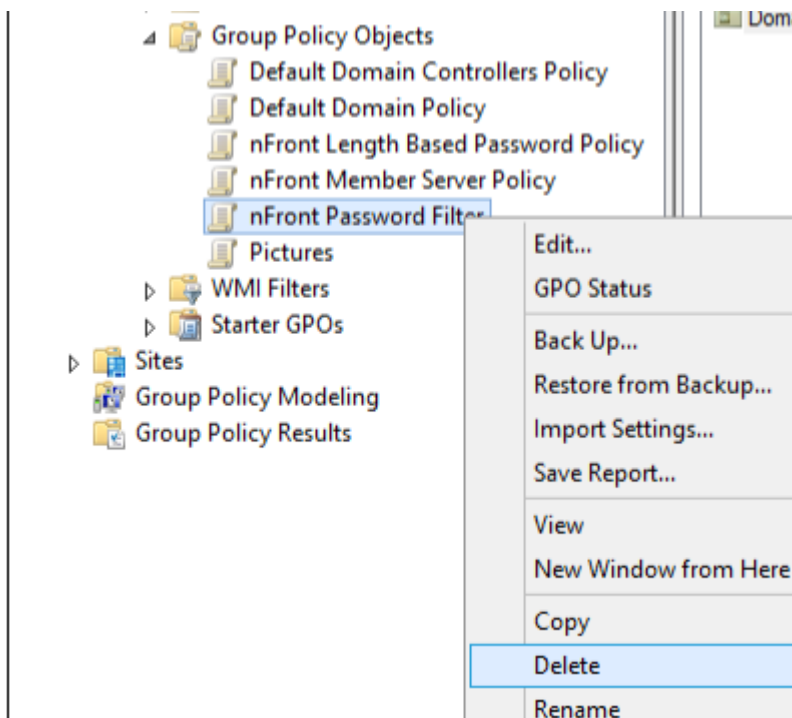 Group Policy Objects
Default Domain Controllers Policy
Default Domain Policy
nFront Length Based Password Policy
nFront Member Server Policy
nFront Password Filter
Pictures
WMI Filters
Starter GPOs
Sites
Group Policy Modeling
Group Policy Results
Edit...
GPO Status
Back Up...
Restore from Backup...
Import Settings...
Save Report...
View
New Window from Here
Copy
Delete
Rename